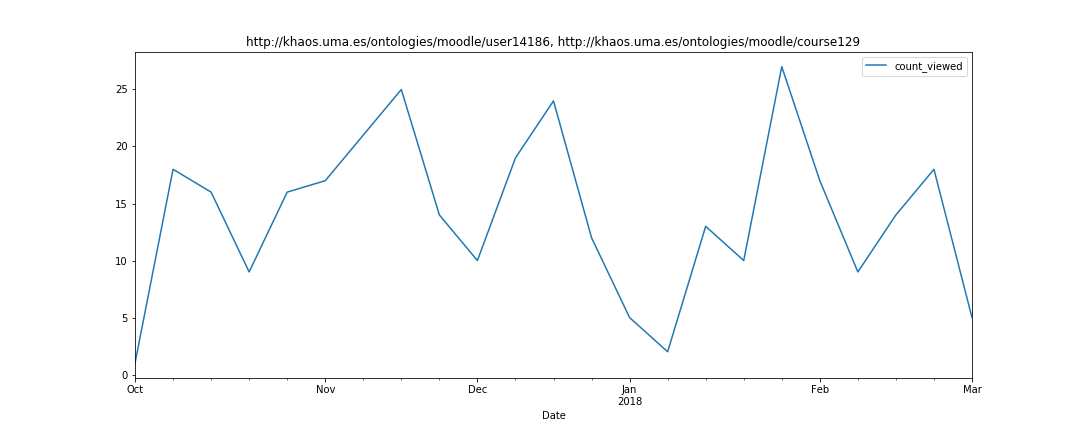 http://khaos.uma.es/ontologies/moodle/user14186, http://khaos.uma.es/ontologies/moodle/course129
count_viewed
25
20
15
10
5
0
Oct Nov Dec Jan Feb Mar
2018
Date